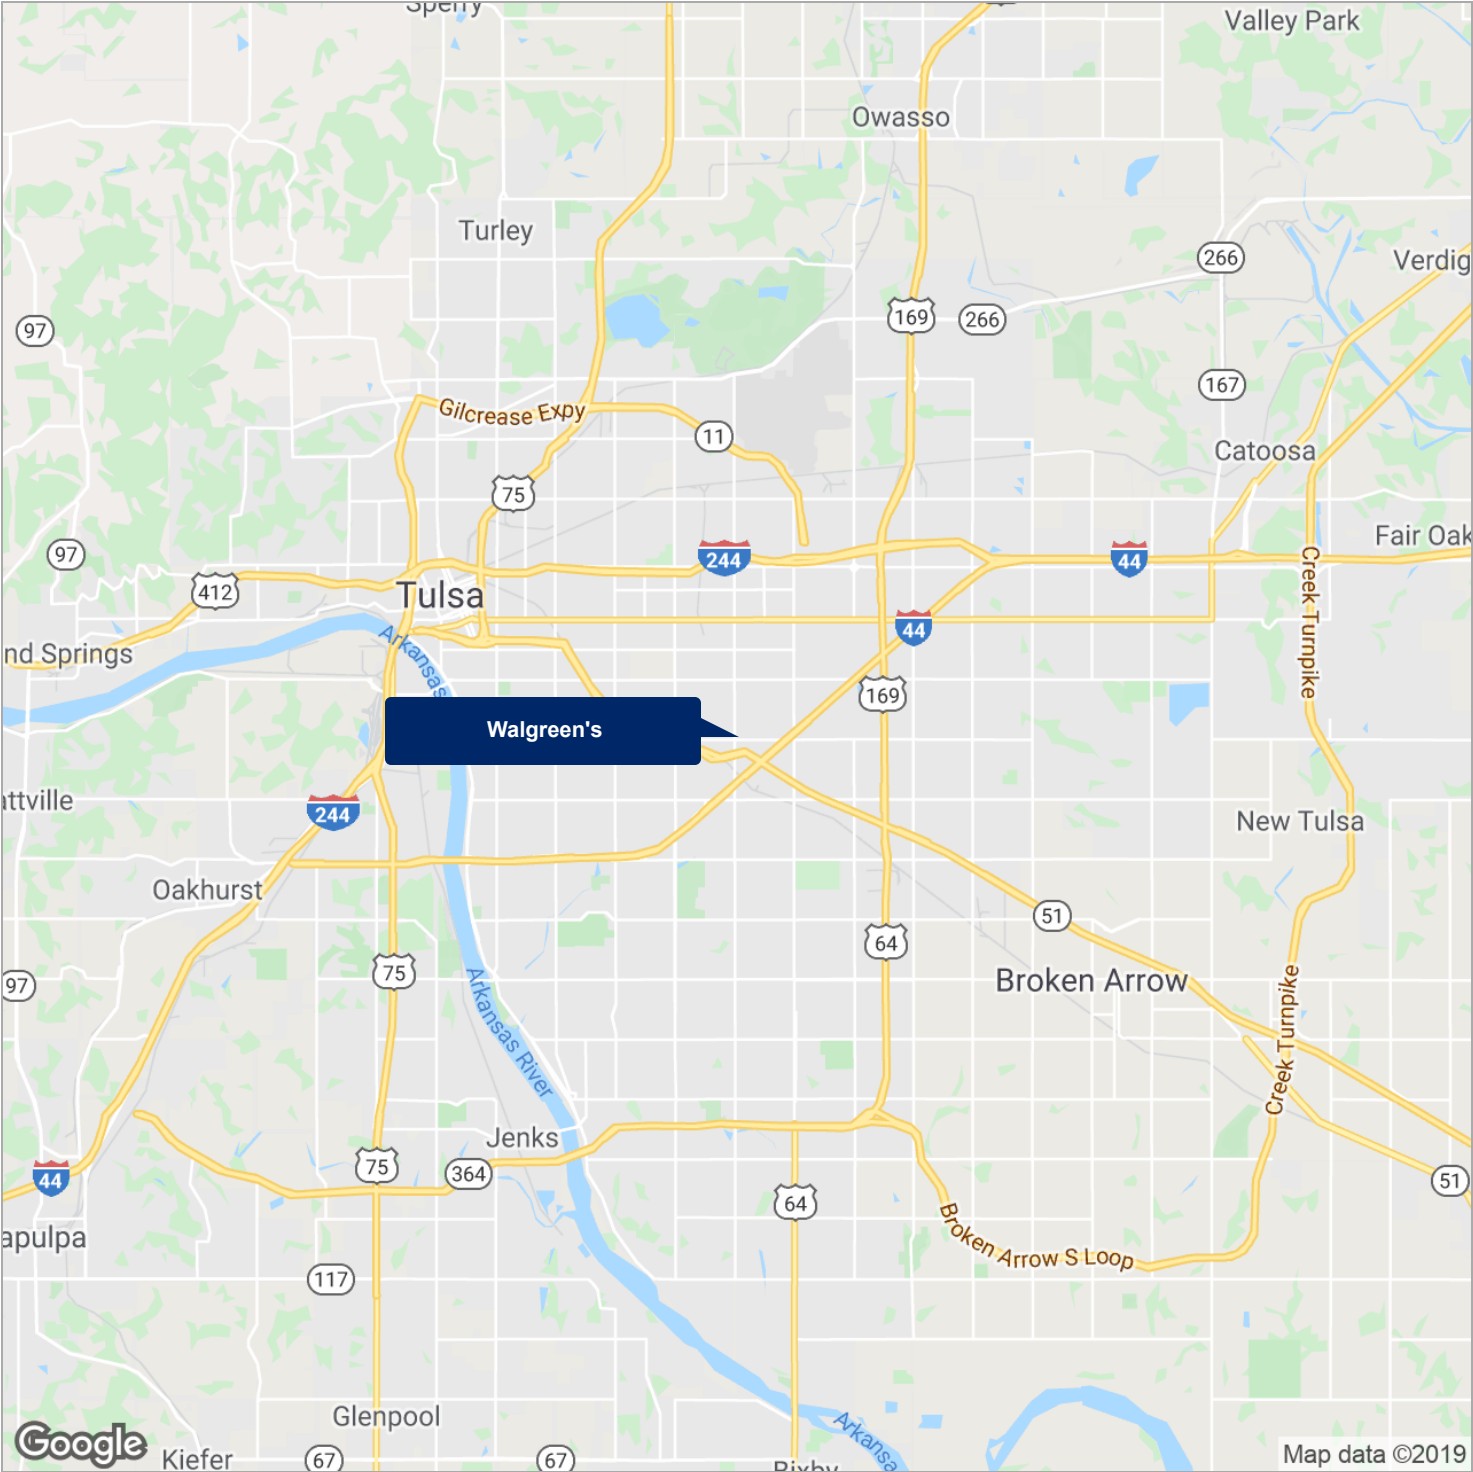 Sperry
Valley Park
Owasso
Turley
266
Verdig
97
169
266
167
Gilcrease Expy
11
Catoosa
75
Fair Oak
97
244
44
412
Tulsa
Creek Turnpike
44
Arkansas
nd Springs
169
Walgreen's
attville
244
New Tulsa
Oakhurst
51
64
75
Broken Arrow
97
Arkansas River
Creek Turnpike
Jenks
75
364
44
51
64
apulpa
Broken Arrow S Loop
117
Glenpool
Arkansa
Google
Kiefer
67
67
Bixby
Map data ©2019